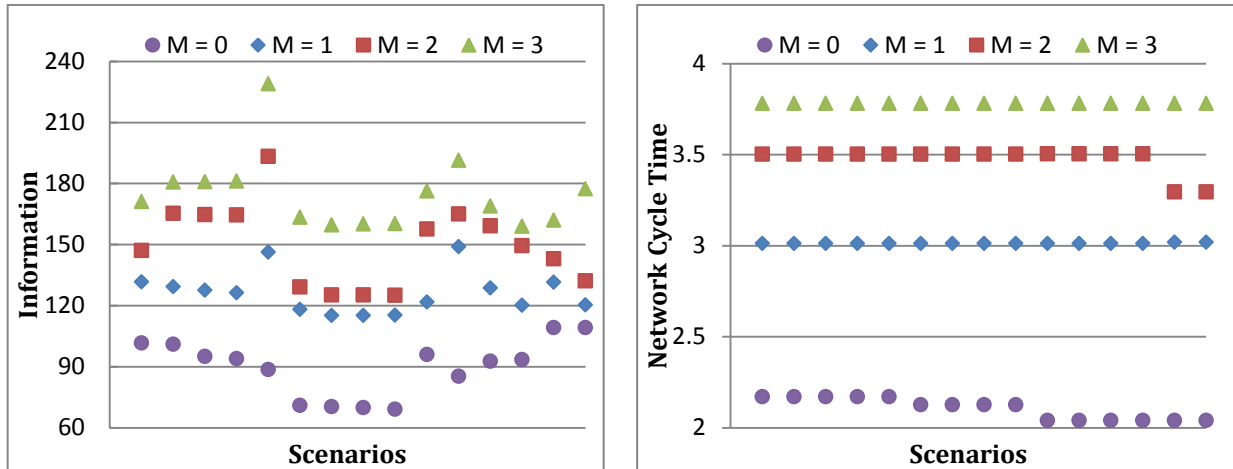 M = 0 M = 1 M = 2 M = 3
240
210
180
150
120
90
60
Information
Scenarios
M = 0 M = 1 M = 2 M = 3
4
3.5
3
2.5
2
Network Cycle Time
Scenarios